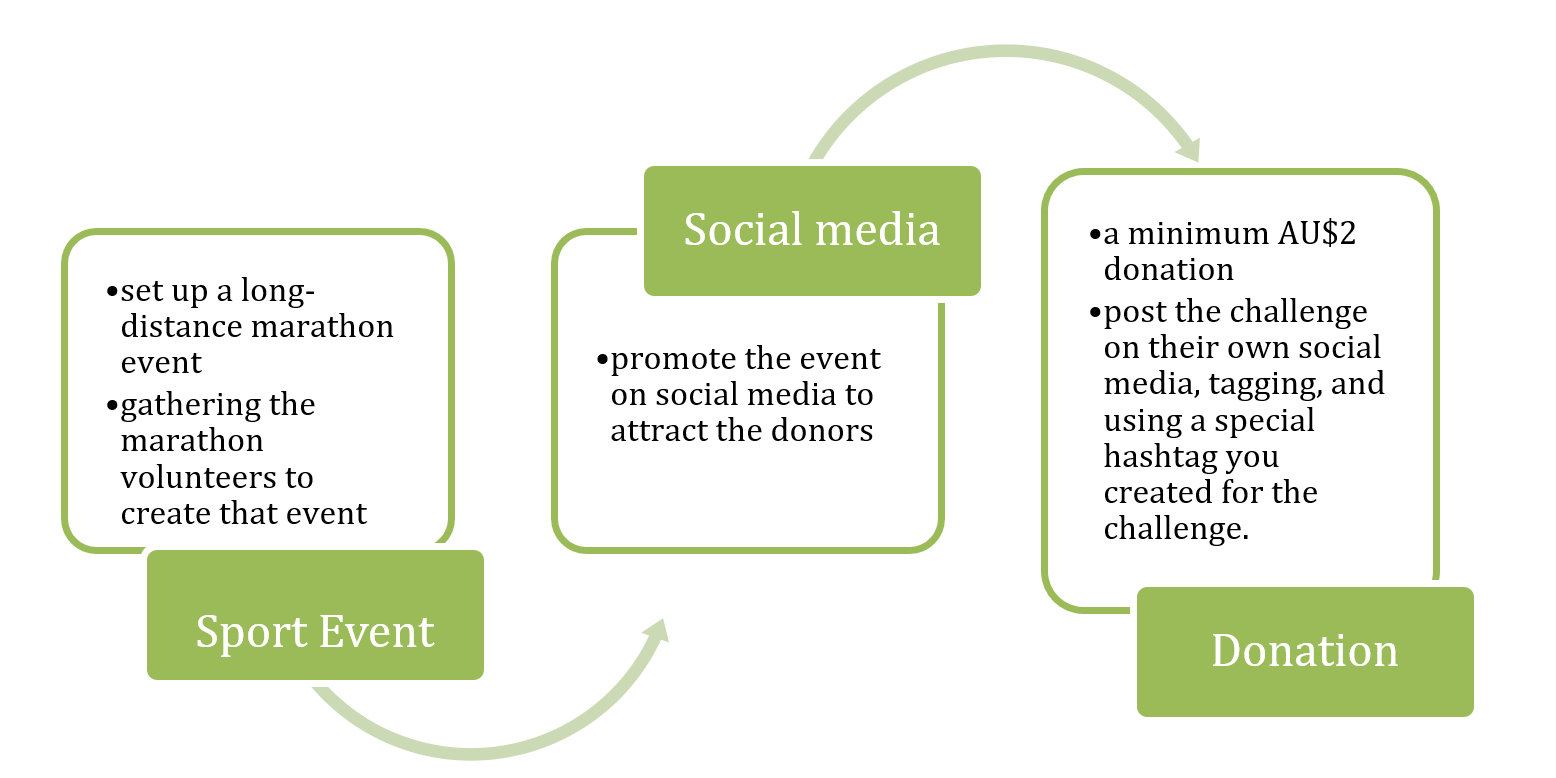 •set up a long-
distance marathon
event
•gathering the
marathon
volunteers to
create that event
Sport Event
Social media
•promote the event
on social media to
attract the donors
•a minimum AU$2
donation
•post the challenge
on their own social
media, tagging, and
using a special
hashtag you
created for the
challenge.
Donation